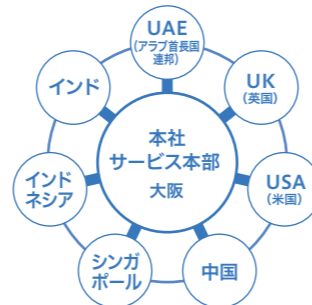 UAE
(アラブ首長国
連邦)
UK
(英国)
USA
(米国)
中国
シンガ
ポール
インド
ネシア
インド
本社
サービス本部
大阪